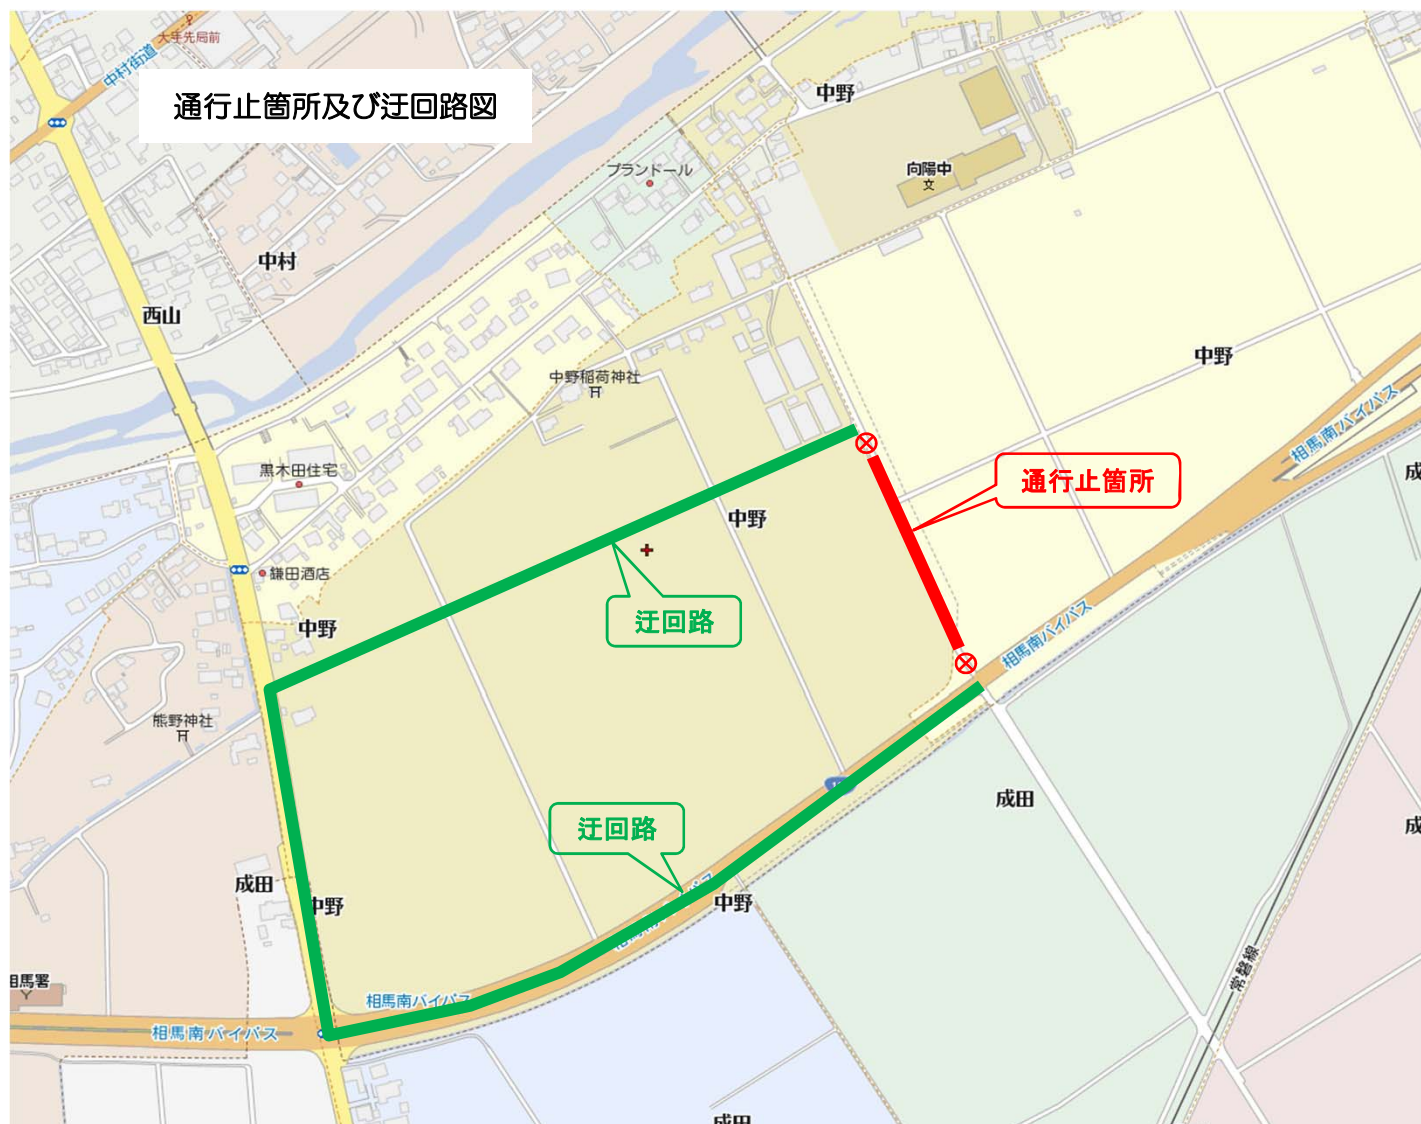 大手先局前
中村街道
通行止箇所及び迂回路図
中野
プランドール
向陽中
文
中村
西山
中野
中野稲荷神社
相馬南バイパス
黒木田住宅
成
通行止箇所
中野
鎌田酒店
迂回路
中野
相馬南バイパス
熊野神社
成田
迂回路
成
成田
中野
中野
相馬署
常磐線
相馬南バイパス
相馬南バイパス
成田